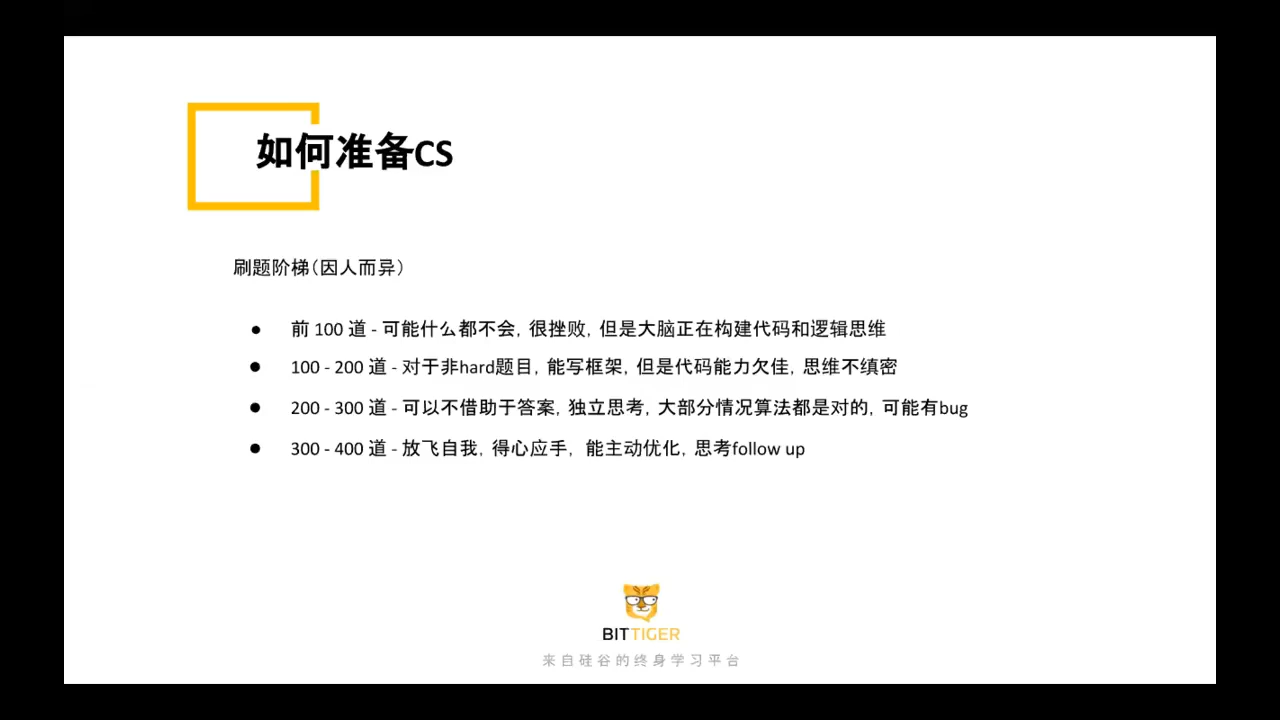 如何准备CS
刷题阶梯(因人而异)
● 前 100 道 - 可能什么都不会, 很挫败, 但是大脑正在构建代码和逻辑思维
● 100 - 200 道 - 对于非hard题目, 能写框架, 但是代码能力欠佳, 思维不缜密
● 200 - 300 道 - 可以不借助于答案, 独立思考, 大部分情况算法都是对的, 可能有bug
● 300 - 400 道 - 放飞自我, 得心应手, 能主动优化, 思考follow up
BITTIGER
来自硅谷的终身学习平台